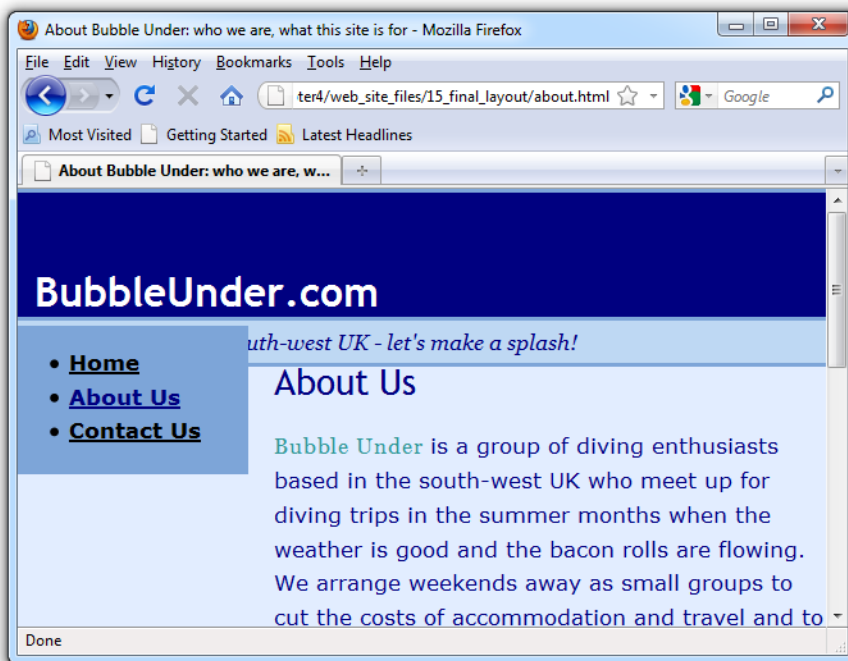 About Bubble Under: who we are, what this site is for - Mozilla Firefox
File Edit View History Bookmarks Tools Help
ter4/web_site_files/15_final_layout/about.html Google
Most Visited Getting Started Latest Headlines
About Bubble Under: who we are, w...
BubbleUnder.com
uth-west UK - let's make a splash!
• Home
• About Us
• Contact Us
About Us
Bubble Under is a group of diving enthusiasts
based in the south-west UK who meet up for
diving trips in the summer months when the
weather is good and the bacon rolls are flowing.
We arrange weekends away as small groups to
cut the costs of accommodation and travel and to
Done